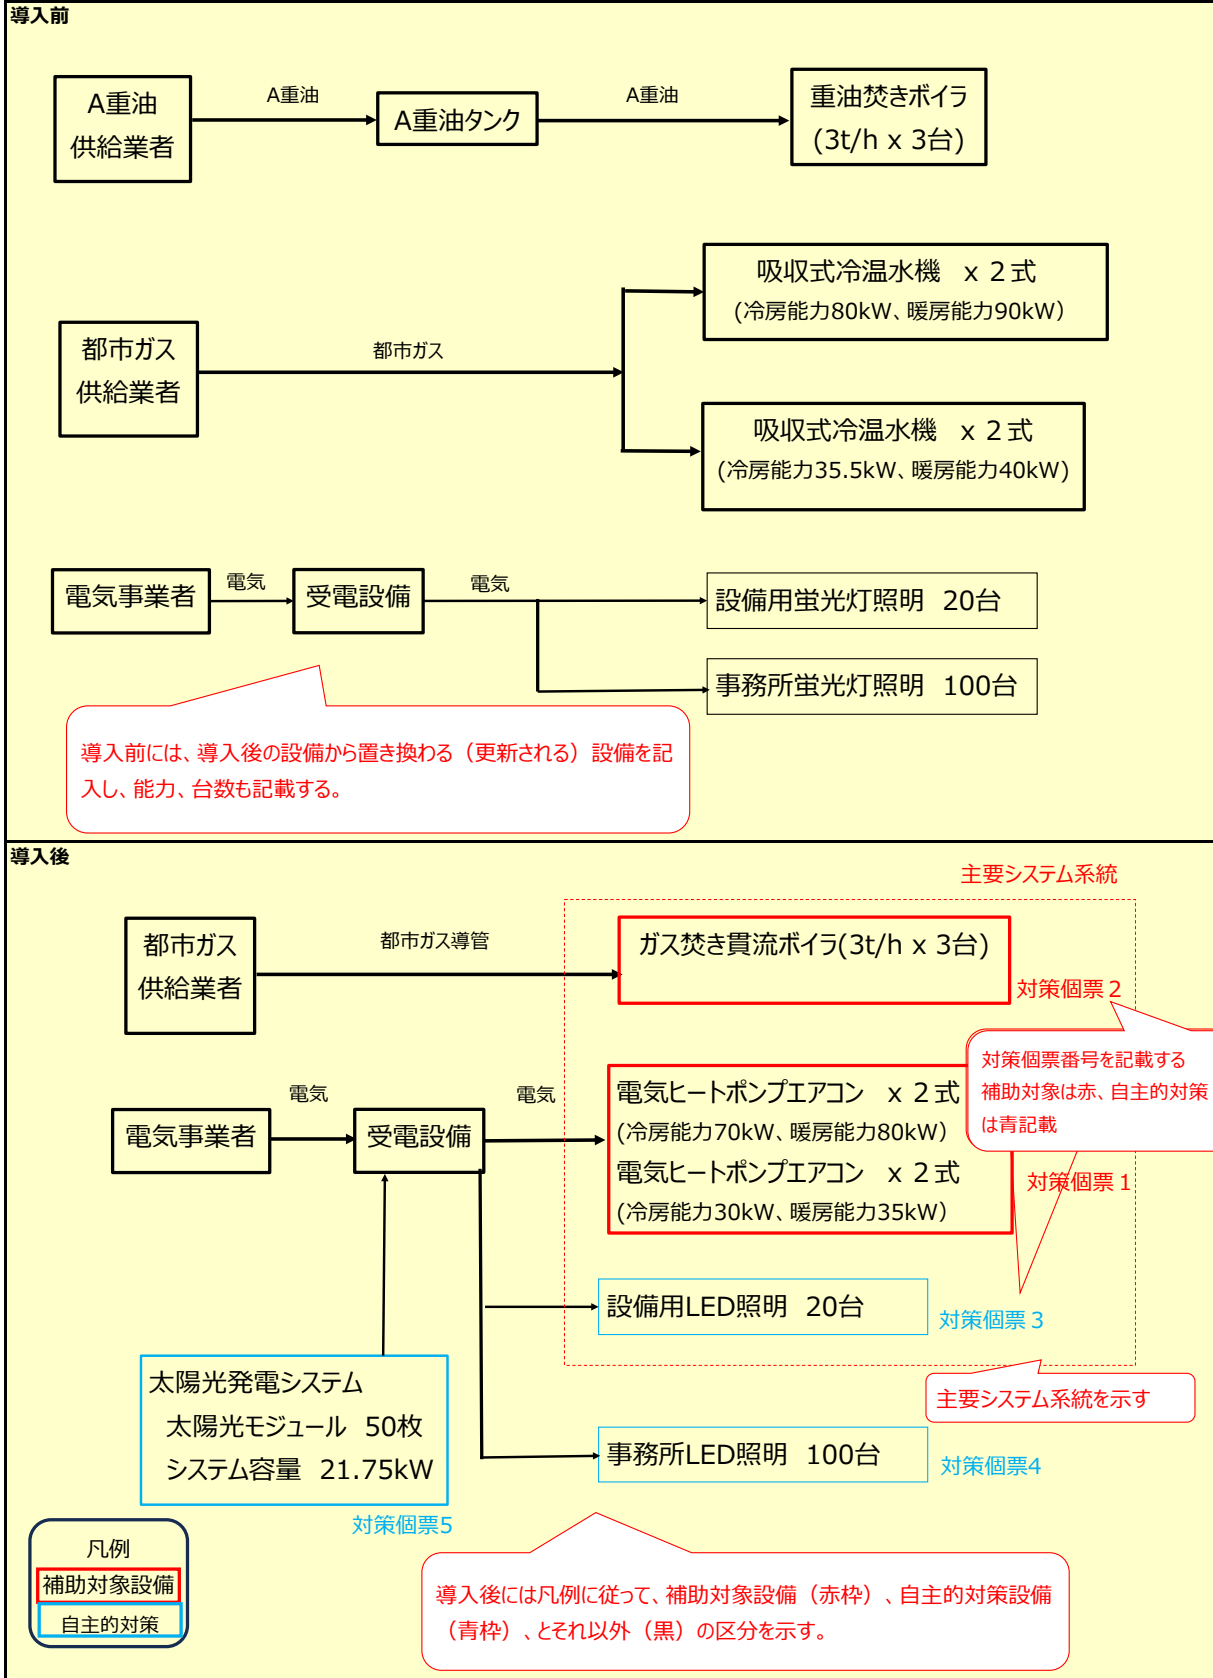 導入前
A重油
供給業者
A重油
A重油タンク
A重油
重油焚きボイラ
(3t/h x 3台)
都市ガス
供給業者
都市ガス
吸収式冷温水機 x 2式
(冷房能力80kW、暖房能力90kW)
吸収式冷温水機 x 2式
(冷房能力35.5kW、暖房能力40kW)
電気事業者
電気
受電設備
電気
設備用蛍光灯照明 20台
事務所蛍光灯照明 100台
導入前には、導入後の設備から置き換わる（更新される）設備を記
入し、能力、台数も記載する。
導入後
主要システム系統
都市ガス
供給業者
都市ガス導管
ガス焚き貫流ボイラ(3t/h x 3台)
対策個票2
対策個票番号を記載する
補助対象は赤、自主的対策
は青記載
電気事業者
電気
受電設備
電気
電気ヒートポンプエアコン x 2式
(冷房能力70kW、暖房能力80kW)
電気ヒートポンプエアコン x 2式
(冷房能力30kW、暖房能力35kW)
対策個票1
設備用LED照明 20台
対策個票3
主要システム系統を示す
太陽光発電システム
太陽光モジュール 50枚
システム容量 21.75kW
対策個票5
事務所LED照明 100台
対策個票4
凡例
補助対象設備
自主的対策
導入後には凡例に従って、補助対象設備（赤枠）、自主的対策設備
（青枠）、とそれ以外（黒）の区分を示す。